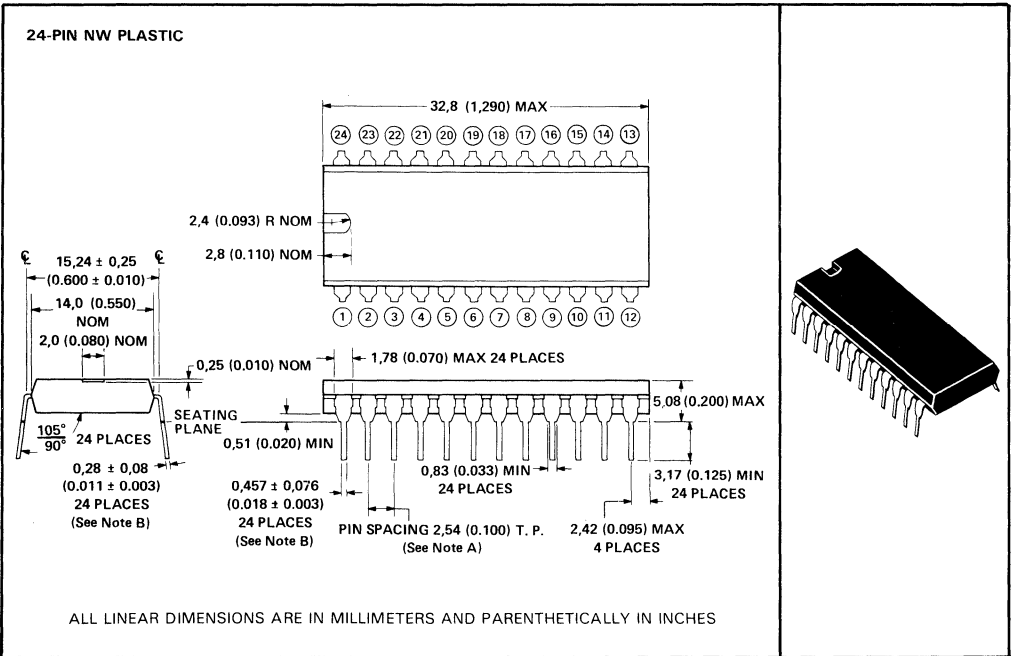 24-PIN NW PLASTIC
32,8 (1,290) MAX
24 23 22 21 20 19 18 17 16 15 14 13
2,4 (0.093) R NOM
2,8 (0.110) NOM
℄ ℄
15,24 ± 0,25
(0.600 ± 0.010)
14,0 (0.550)
NOM
2,0 (0.080) NOM
1 2 3 4 5 6 7 8 9 10 11 12
0,25 (0.010) NOM
1,78 (0.070) MAX 24 PLACES
5,08 (0.200) MAX
SEATING
PLANE
105°
90°
24 PLACES
0,51 (0.020) MIN
0,28 ± 0,08
(0.011 ± 0.003)
24 PLACES
(See Note B)
0,457 ± 0,076
(0.018 ± 0.003)
24 PLACES
(See Note B)
0,83 (0.033) MIN
24 PLACES
3,17 (0.125) MIN
24 PLACES
PIN SPACING 2,54 (0.100) T. P.
(See Note A)
2,42 (0.095) MAX
4 PLACES
ALL LINEAR DIMENSIONS ARE IN MILLIMETERS AND PARENTHETICALLY IN INCHES